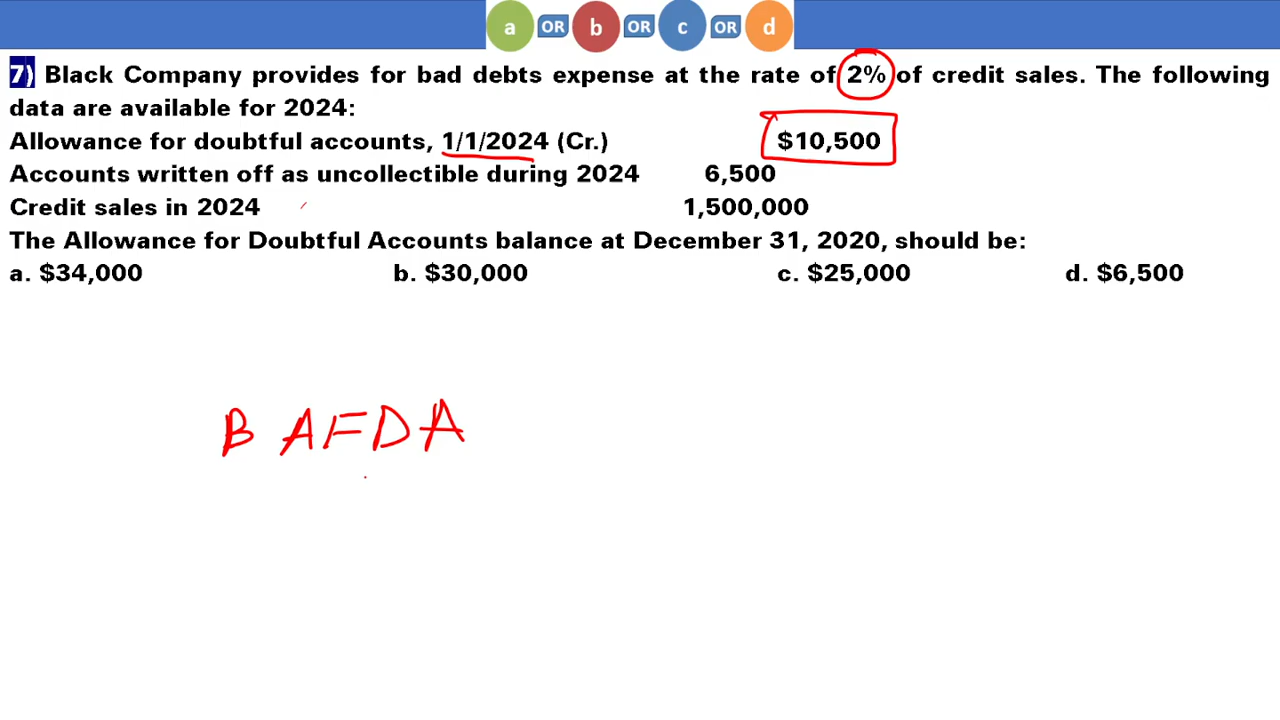 a OR b OR c OR d
7) Black Company provides for bad debts expense at the rate of 2% of credit sales. The following
data are available for 2024:
Allowance for doubtful accounts, 1/1/2024 (Cr.) $10,500
Accounts written off as uncollectible during 2024 6,500
Credit sales in 2024 1,500,000
The Allowance for Doubtful Accounts balance at December 31, 2020, should be:
a. $34,000 b. $30,000 c. $25,000 d. $6,500
B AFDA